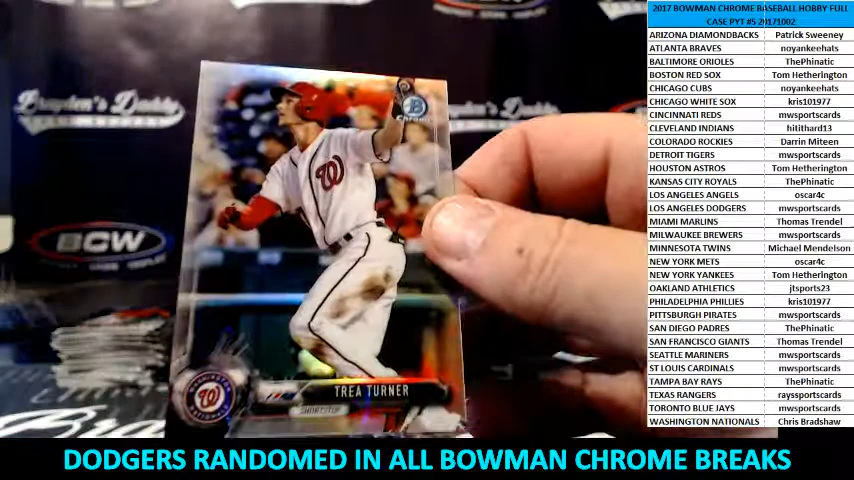 2017 BOWMAN CHROME BASEBALL HOBBY FULL
CASE PYT #5 20171002
ARIZONA DIAMONDBACKS Patrick Sweeney
ATLANTA BRAVES noyankeehats
BALTIMORE ORIOLES ThePhinatic
BOSTON RED SOX Tom Hetherington
CHICAGO CUBS noyankeehats
CHICAGO WHITE SOX kris101977
CINCINNATI REDS mwsportscards
CLEVELAND INDIANS hitithard13
COLORADO ROCKIES Darrin Miteen
DETROIT TIGERS mwsportscards
HOUSTON ASTROS Tom Hetherington
KANSAS CITY ROYALS ThePhinatic
LOS ANGELES ANGELS oscar4c
LOS ANGELES DODGERS mwsportscards
MIAMI MARLINS Thomas Trendel
MILWAUKEE BREWERS mwsportscards
MINNESOTA TWINS Michael Mendelson
NEW YORK METS oscar4c
NEW YORK YANKEES Tom Hetherington
OAKLAND ATHLETICS jtsports23
PHILADELPHIA PHILLIES kris101977
PITTSBURGH PIRATES mwsportscards
SAN DIEGO PADRES ThePhinatic
SAN FRANCISCO GIANTS Thomas Trendel
SEATTLE MARINERS mwsportscards
ST LOUIS CARDINALS mwsportscards
TAMPA BAY RAYS ThePhinatic
TEXAS RANGERS rayssportscards
TORONTO BLUE JAYS mwsportscards
WASHINGTON NATIONALS Chris Bradshaw
Brayden's Daddy
BCW
B
Chrome
W
W
TREA TURNER
SHORTSTOP
DODGERS RANDOMED IN ALL BOWMAN CHROME BREAKS